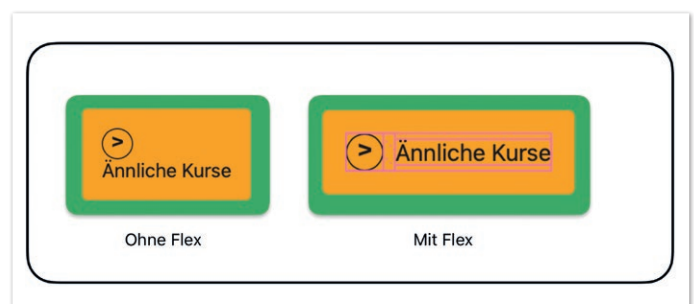 >
Ännliche Kurse
> Ännliche Kurse
Ohne Flex
Mit Flex